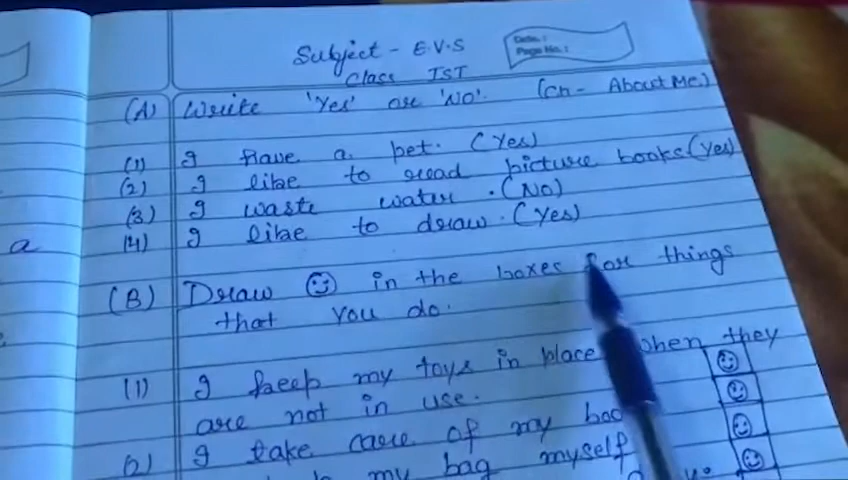 Subject - E.V.S
Date :
Page No. :
Class IST
(A) Write 'Yes' or 'No'. (Ch - About Me)
(1) I have a pet. (Yes)
(2) I like to read picture books (Yes)
(3) I waste water. (No)
(4) I like to draw. (Yes)
a
(B) Draw ☺ in the boxes for things
that you do.
(1) I keep my toys in place when they
are not in use.
(2) I take care of my
my bag myself